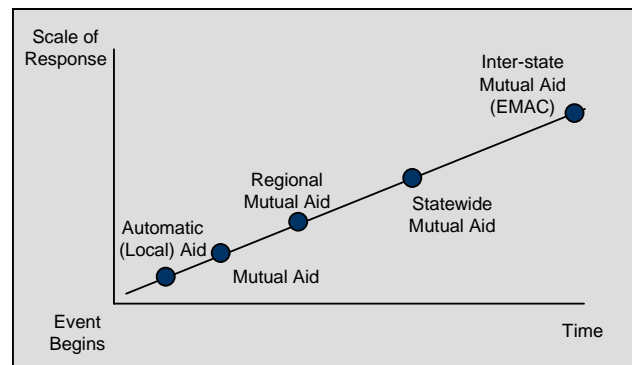 Scale of
Response
Inter-state
Mutual Aid
(EMAC)
Regional
Mutual Aid
Statewide
Mutual Aid
Automatic
(Local) Aid
Mutual Aid
Event
Begins
Time